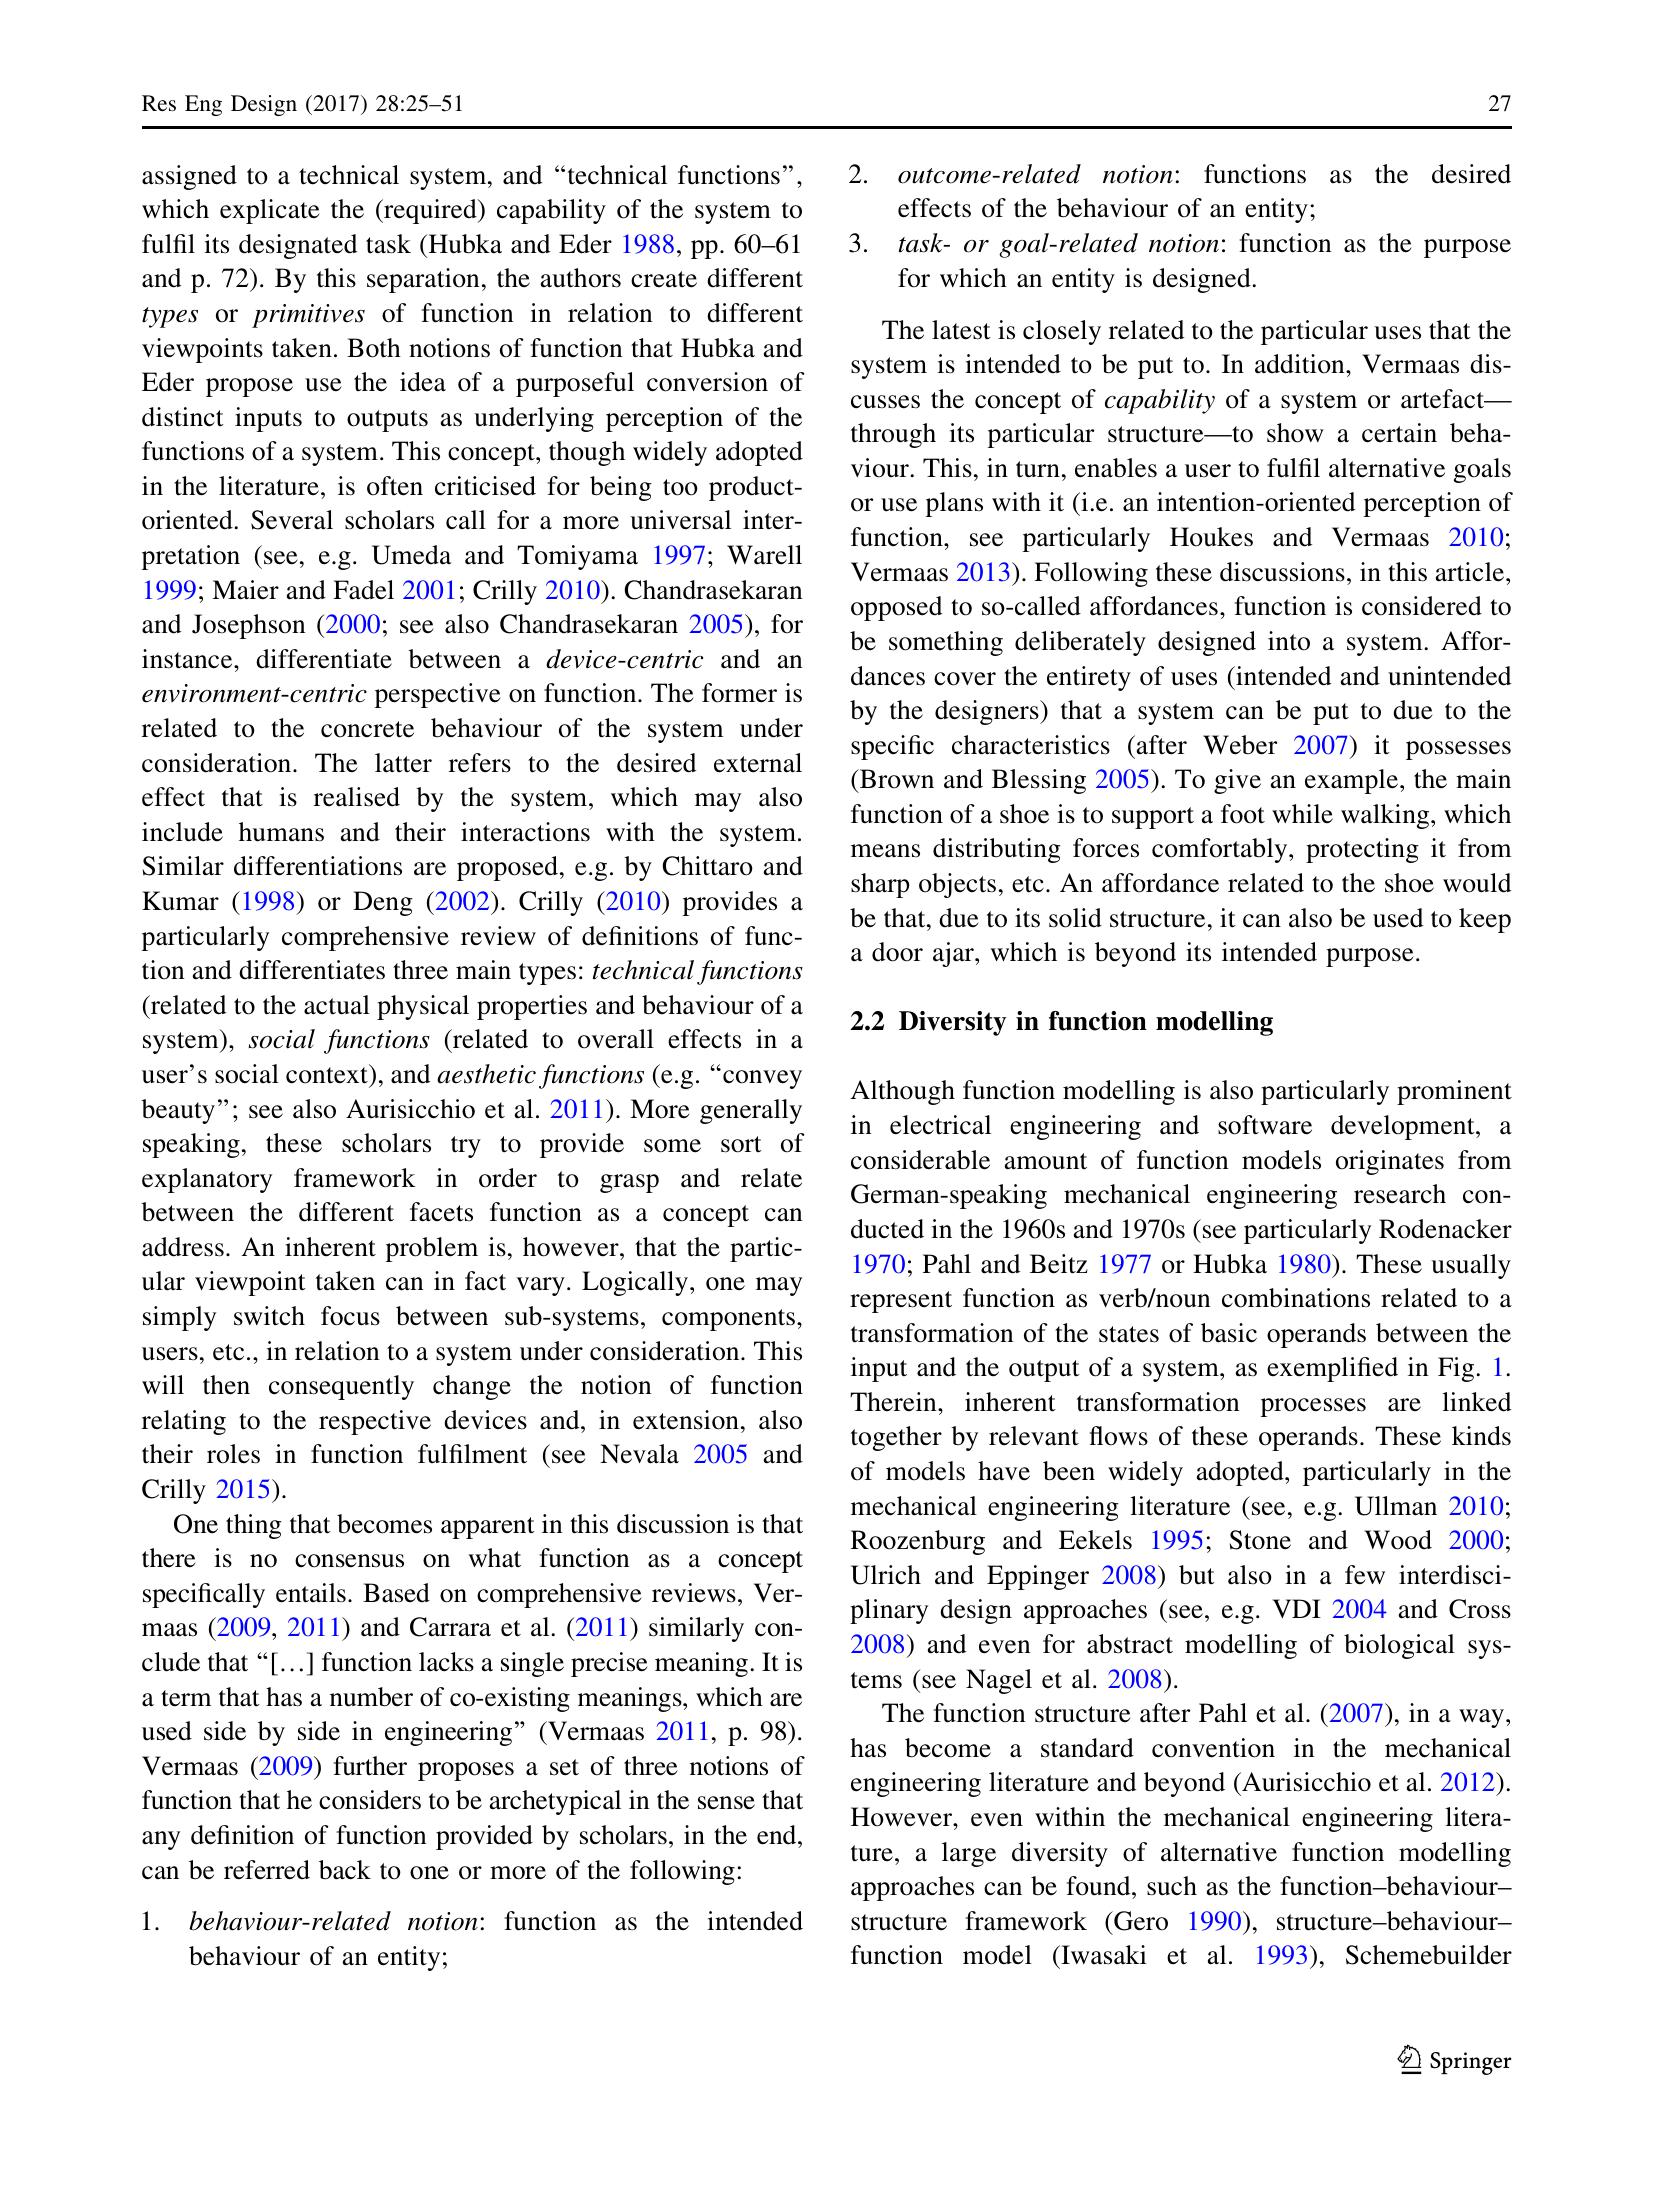 Res Eng Design (2017) 28:25–51
27
assigned to a technical system, and “technical functions”,
which explicate the (required) capability of the system to
fulfil its designated task (Hubka and Eder 1988, pp. 60–61
and p. 72). By this separation, the authors create different
types or primitives of function in relation to different
viewpoints taken. Both notions of function that Hubka and
Eder propose use the idea of a purposeful conversion of
distinct inputs to outputs as underlying perception of the
functions of a system. This concept, though widely adopted
in the literature, is often criticised for being too product-
oriented. Several scholars call for a more universal inter-
pretation (see, e.g. Umeda and Tomiyama 1997; Warell
1999; Maier and Fadel 2001; Crilly 2010). Chandrasekaran
and Josephson (2000; see also Chandrasekaran 2005), for
instance, differentiate between a device-centric and an
environment-centric perspective on function. The former is
related to the concrete behaviour of the system under
consideration. The latter refers to the desired external
effect that is realised by the system, which may also
include humans and their interactions with the system.
Similar differentiations are proposed, e.g. by Chittaro and
Kumar (1998) or Deng (2002). Crilly (2010) provides a
particularly comprehensive review of definitions of func-
tion and differentiates three main types: technical functions
(related to the actual physical properties and behaviour of a
system), social functions (related to overall effects in a
user’s social context), and aesthetic functions (e.g. “convey
beauty”; see also Aurisicchio et al. 2011). More generally
speaking, these scholars try to provide some sort of
explanatory framework in order to grasp and relate
between the different facets function as a concept can
address. An inherent problem is, however, that the partic-
ular viewpoint taken can in fact vary. Logically, one may
simply switch focus between sub-systems, components,
users, etc., in relation to a system under consideration. This
will then consequently change the notion of function
relating to the respective devices and, in extension, also
their roles in function fulfilment (see Nevala 2005 and
Crilly 2015).
One thing that becomes apparent in this discussion is that
there is no consensus on what function as a concept
specifically entails. Based on comprehensive reviews, Ver-
maas (2009, 2011) and Carrara et al. (2011) similarly con-
clude that “[…] function lacks a single precise meaning. It is
a term that has a number of co-existing meanings, which are
used side by side in engineering” (Vermaas 2011, p. 98).
Vermaas (2009) further proposes a set of three notions of
function that he considers to be archetypical in the sense that
any definition of function provided by scholars, in the end,
can be referred back to one or more of the following:
1. behaviour-related notion: function as the intended
behaviour of an entity;
2. outcome-related notion: functions as the desired
effects of the behaviour of an entity;
3. task- or goal-related notion: function as the purpose
for which an entity is designed.
The latest is closely related to the particular uses that the
system is intended to be put to. In addition, Vermaas dis-
cusses the concept of capability of a system or artefact—
through its particular structure—to show a certain beha-
viour. This, in turn, enables a user to fulfil alternative goals
or use plans with it (i.e. an intention-oriented perception of
function, see particularly Houkes and Vermaas 2010;
Vermaas 2013). Following these discussions, in this article,
opposed to so-called affordances, function is considered to
be something deliberately designed into a system. Affor-
dances cover the entirety of uses (intended and unintended
by the designers) that a system can be put to due to the
specific characteristics (after Weber 2007) it possesses
(Brown and Blessing 2005). To give an example, the main
function of a shoe is to support a foot while walking, which
means distributing forces comfortably, protecting it from
sharp objects, etc. An affordance related to the shoe would
be that, due to its solid structure, it can also be used to keep
a door ajar, which is beyond its intended purpose.
2.2 Diversity in function modelling
Although function modelling is also particularly prominent
in electrical engineering and software development, a
considerable amount of function models originates from
German-speaking mechanical engineering research con-
ducted in the 1960s and 1970s (see particularly Rodenacker
1970; Pahl and Beitz 1977 or Hubka 1980). These usually
represent function as verb/noun combinations related to a
transformation of the states of basic operands between the
input and the output of a system, as exemplified in Fig. 1.
Therein, inherent transformation processes are linked
together by relevant flows of these operands. These kinds
of models have been widely adopted, particularly in the
mechanical engineering literature (see, e.g. Ullman 2010;
Roozenburg and Eekels 1995; Stone and Wood 2000;
Ulrich and Eppinger 2008) but also in a few interdisci-
plinary design approaches (see, e.g. VDI 2004 and Cross
2008) and even for abstract modelling of biological sys-
tems (see Nagel et al. 2008).
The function structure after Pahl et al. (2007), in a way,
has become a standard convention in the mechanical
engineering literature and beyond (Aurisicchio et al. 2012).
However, even within the mechanical engineering litera-
ture, a large diversity of alternative function modelling
approaches can be found, such as the function–behaviour–
structure framework (Gero 1990), structure–behaviour–
function model (Iwasaki et al. 1993), Schemebuilder
Springer